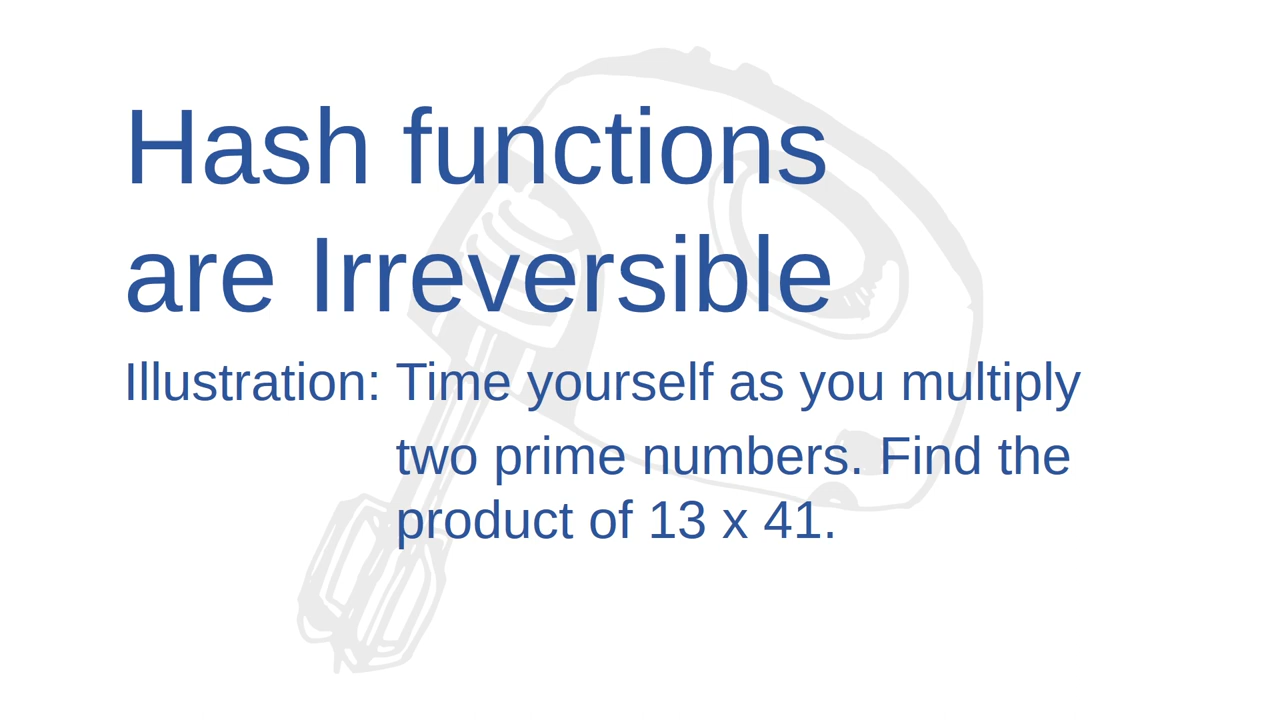 Hash functions
are Irreversible
Illustration: Time yourself as you multiply
two prime numbers. Find the
product of 13 x 41.